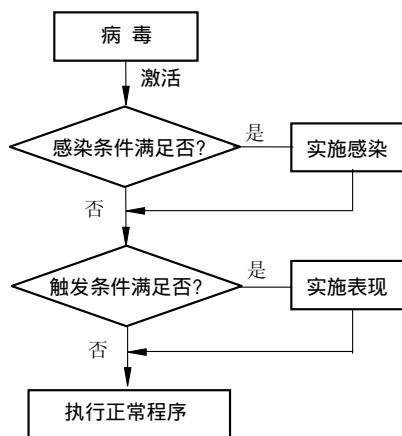 病 毒
激活
感染条件满足否?
是
实施感染
否
触发条件满足否?
是
实施表现
否
执行正常程序